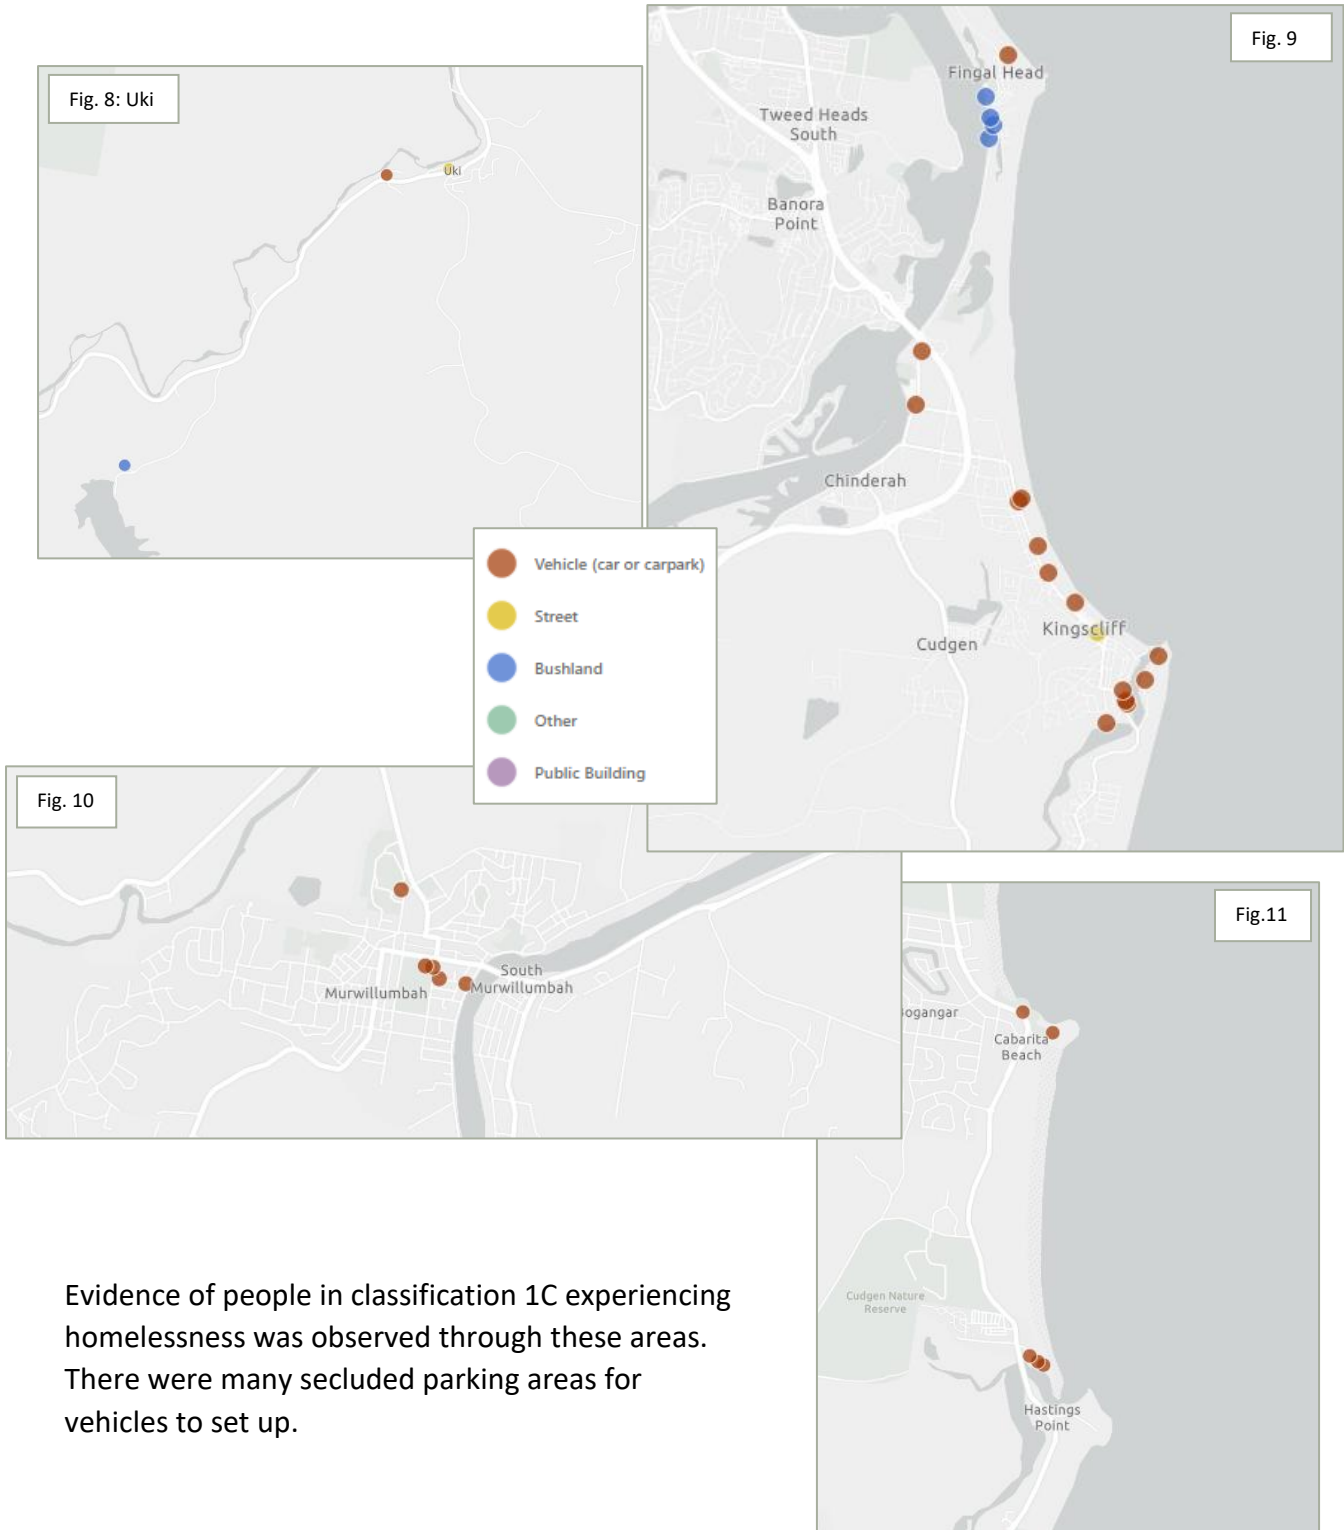 Fig. 9
Fingal Head
Tweed Heads
South
Banora
Point
Chinderah
Kingscliff
Cudgen
Fig. 8: Uki
Uki
Vehicle (car or carpark)
Street
Bushland
Other
Public Building
Fig. 10
South
Murwillumbah
Murwillumbah
Fig.11
Bogangar
Cabarita
Beach
Cudgen Nature
Reserve
Hastings
Point
Evidence of people in classification 1C experiencing
homelessness was observed through these areas.
There were many secluded parking areas for
vehicles to set up.